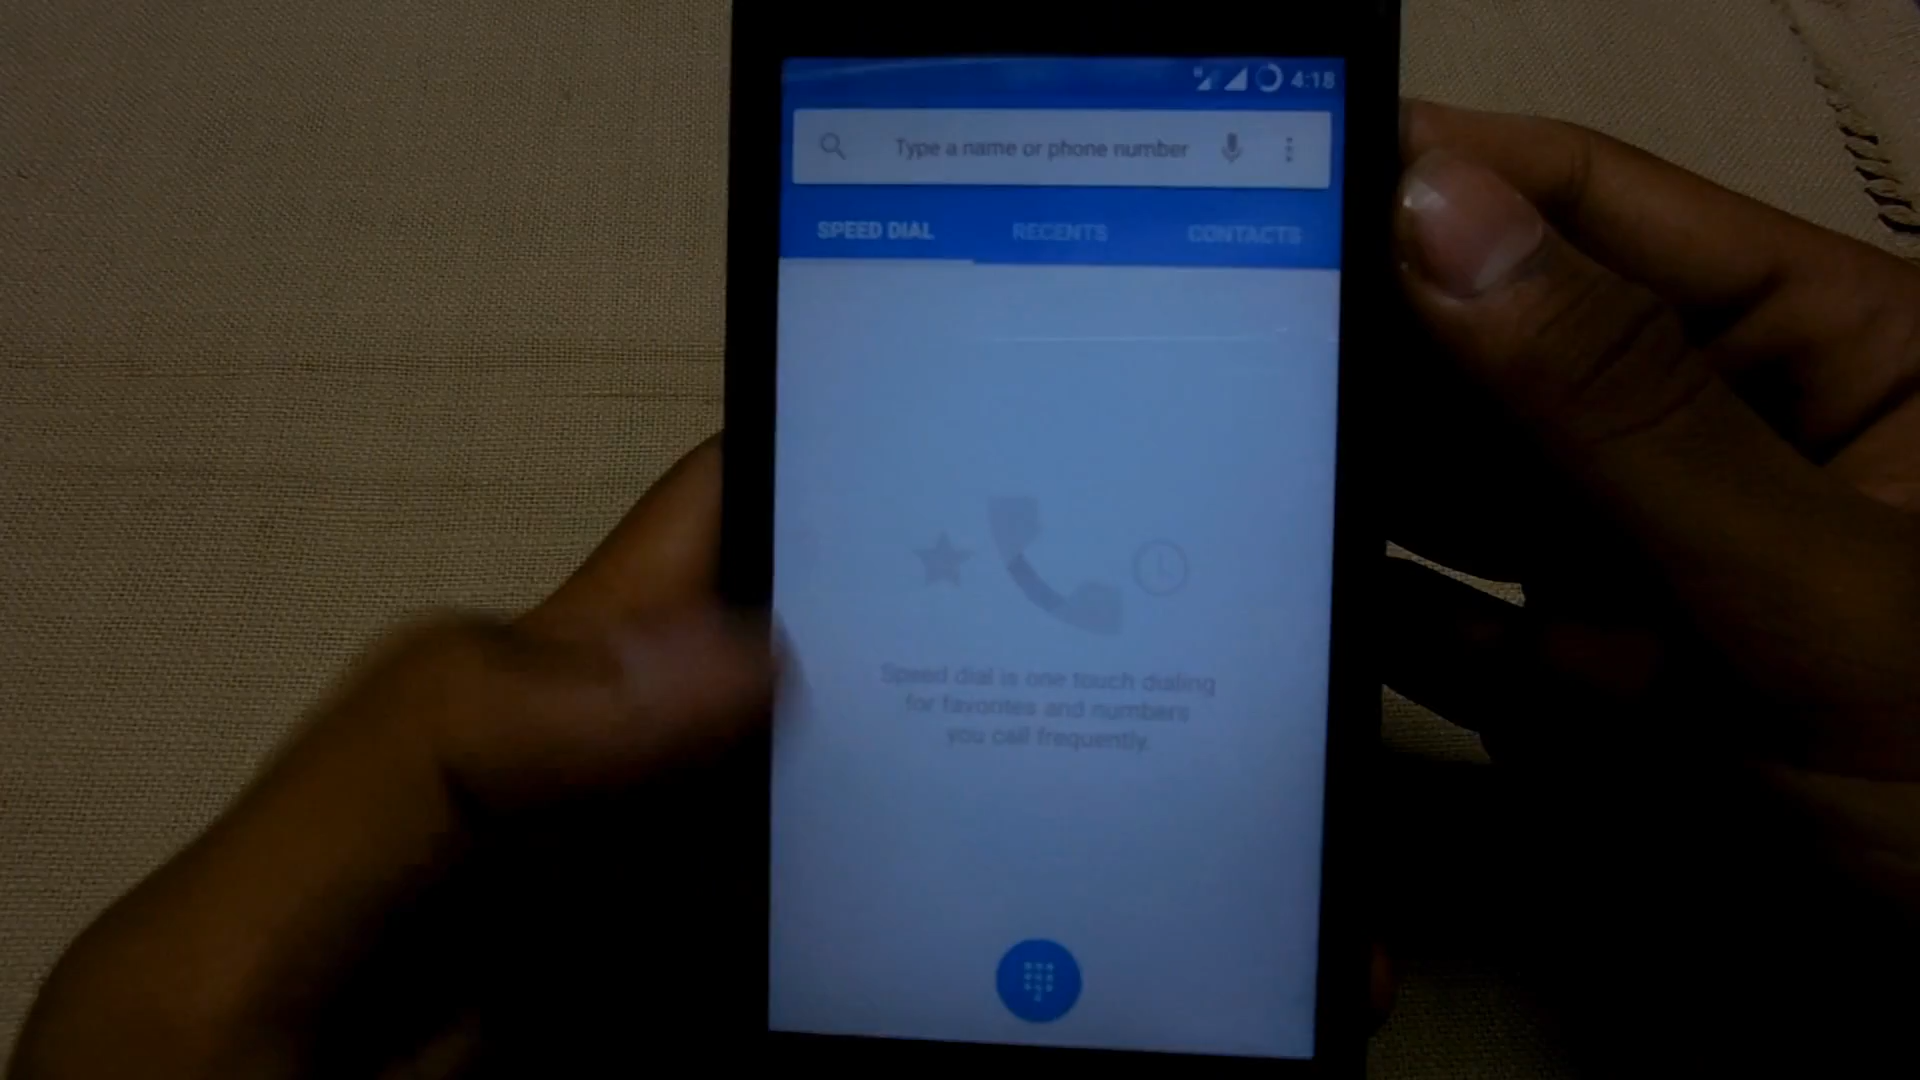 4:18
Type a name or phone number
SPEED DIAL
RECENTS
CONTACTS
Speed dial is one touch dialing
for favorites and numbers
you call frequently.